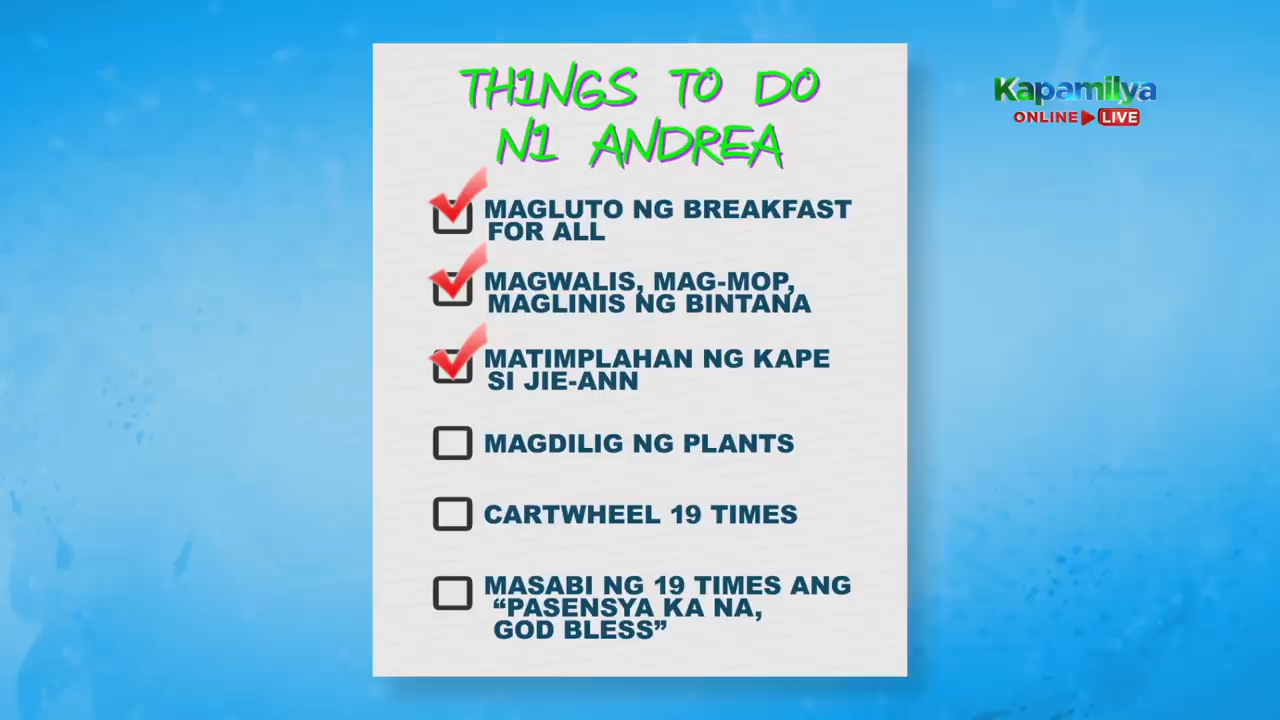 THINGS TO DO
NI ANDREA
Kapamilya
ONLINE LIVE
MAGLUTO NG BREAKFAST
FOR ALL
MAGWALIS, MAG-MOP,
MAGLINIS NG BINTANA
MATIMPLAHAN NG KAPE
SI JIE-ANN
MAGDILIG NG PLANTS
CARTWHEEL 19 TIMES
MASABI NG 19 TIMES ANG
“PASENSYA KA NA,
GOD BLESS”